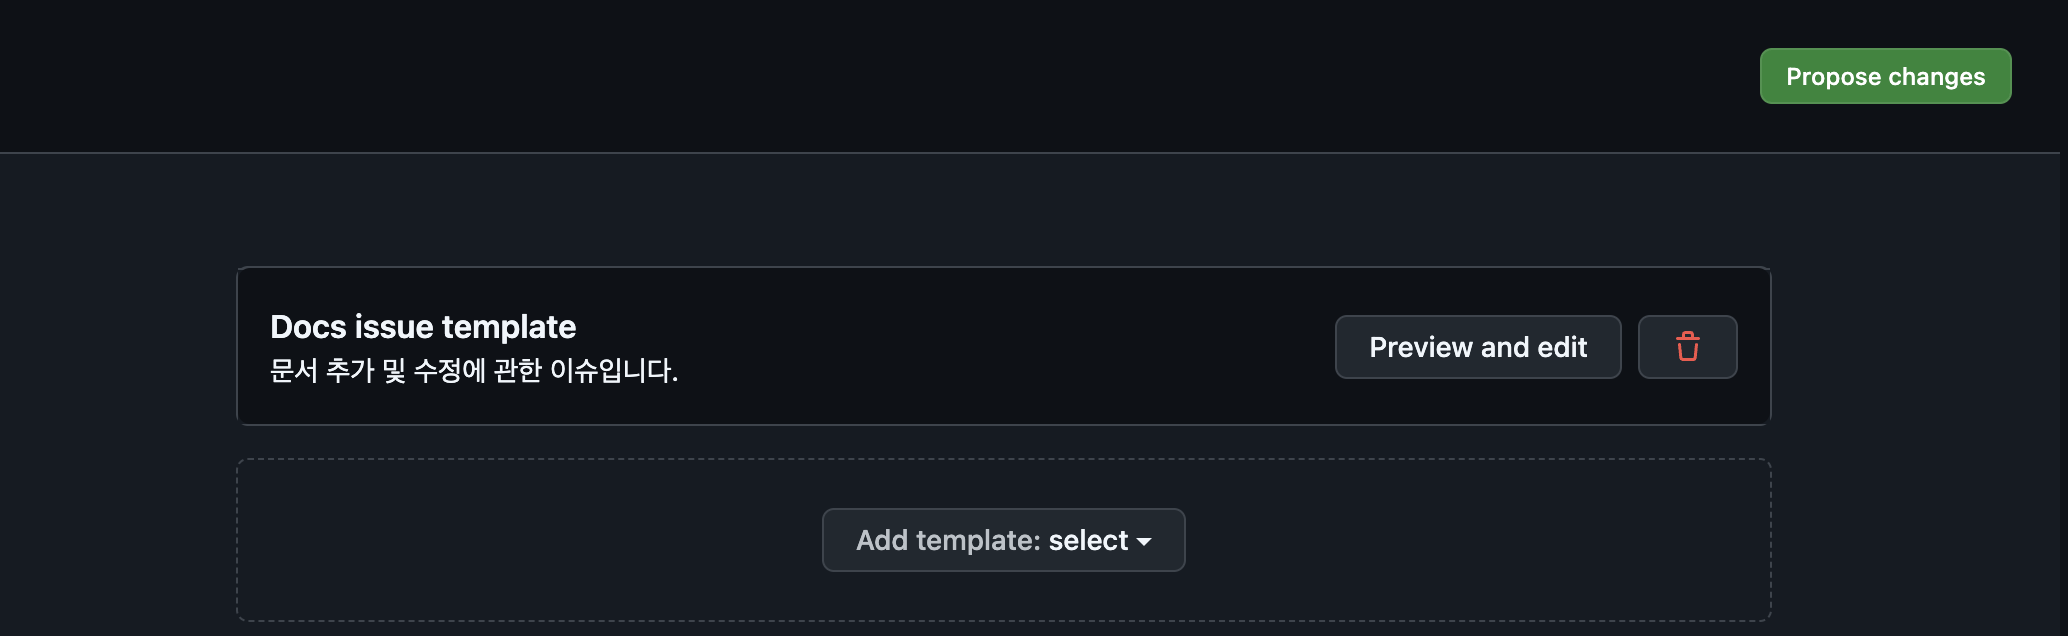 Propose changes
Docs issue template
문서 추가 및 수정에 관한 이슈입니다.
Preview and edit
Add template: select